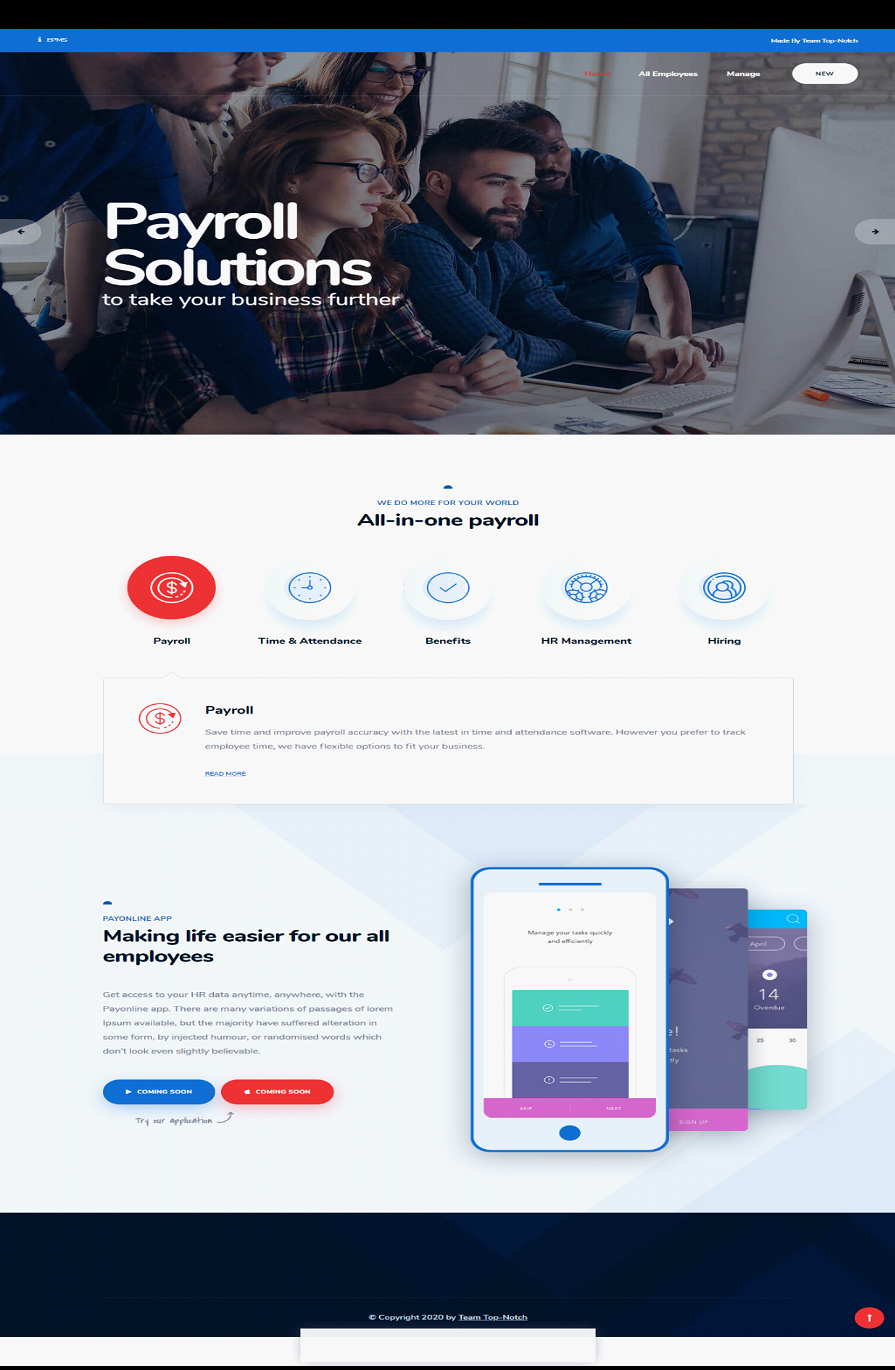 EPMS
Made By Team Top-Notch
Home
All Employees
Manage
NEW
Payroll
Solutions
to take your business further
WE DO MORE FOR YOUR WORLD
All-in-one payroll
Payroll
Time & Attendance
Benefits
HR Management
Hiring
Payroll
Save time and improve payroll accuracy with the latest in time and attendance software. However you prefer to track
employee time, we have flexible options to fit your business.
READ MORE
PAYONLINE APP
Making life easier for our all
employees
Get access to your HR data anytime, anywhere, with the
Payonline app. There are many variations of passages of lorem
Ipsum available, but the majority have suffered alteration in
some form, by injected humour, or randomised words which
don't look even slightly believable.
COMING SOON
COMING SOON
Try our application
Manage your tasks quickly
and efficiently
SKIP
NEXT
e!
tasks
tly
SIGN UP
April
14
Overdue
25
30
© Copyright 2020 by Team Top-Notch